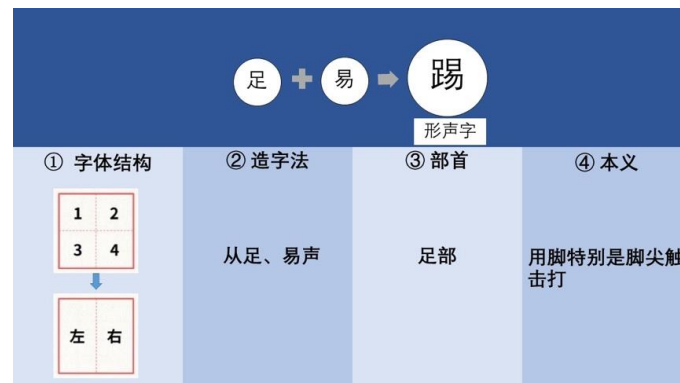 足 易 踢
形声字
① 字体结构
② 造字法
③ 部首
④ 本义
1 2
3 4
左 右
从足、易声
足部
用脚特别是脚尖触
击打